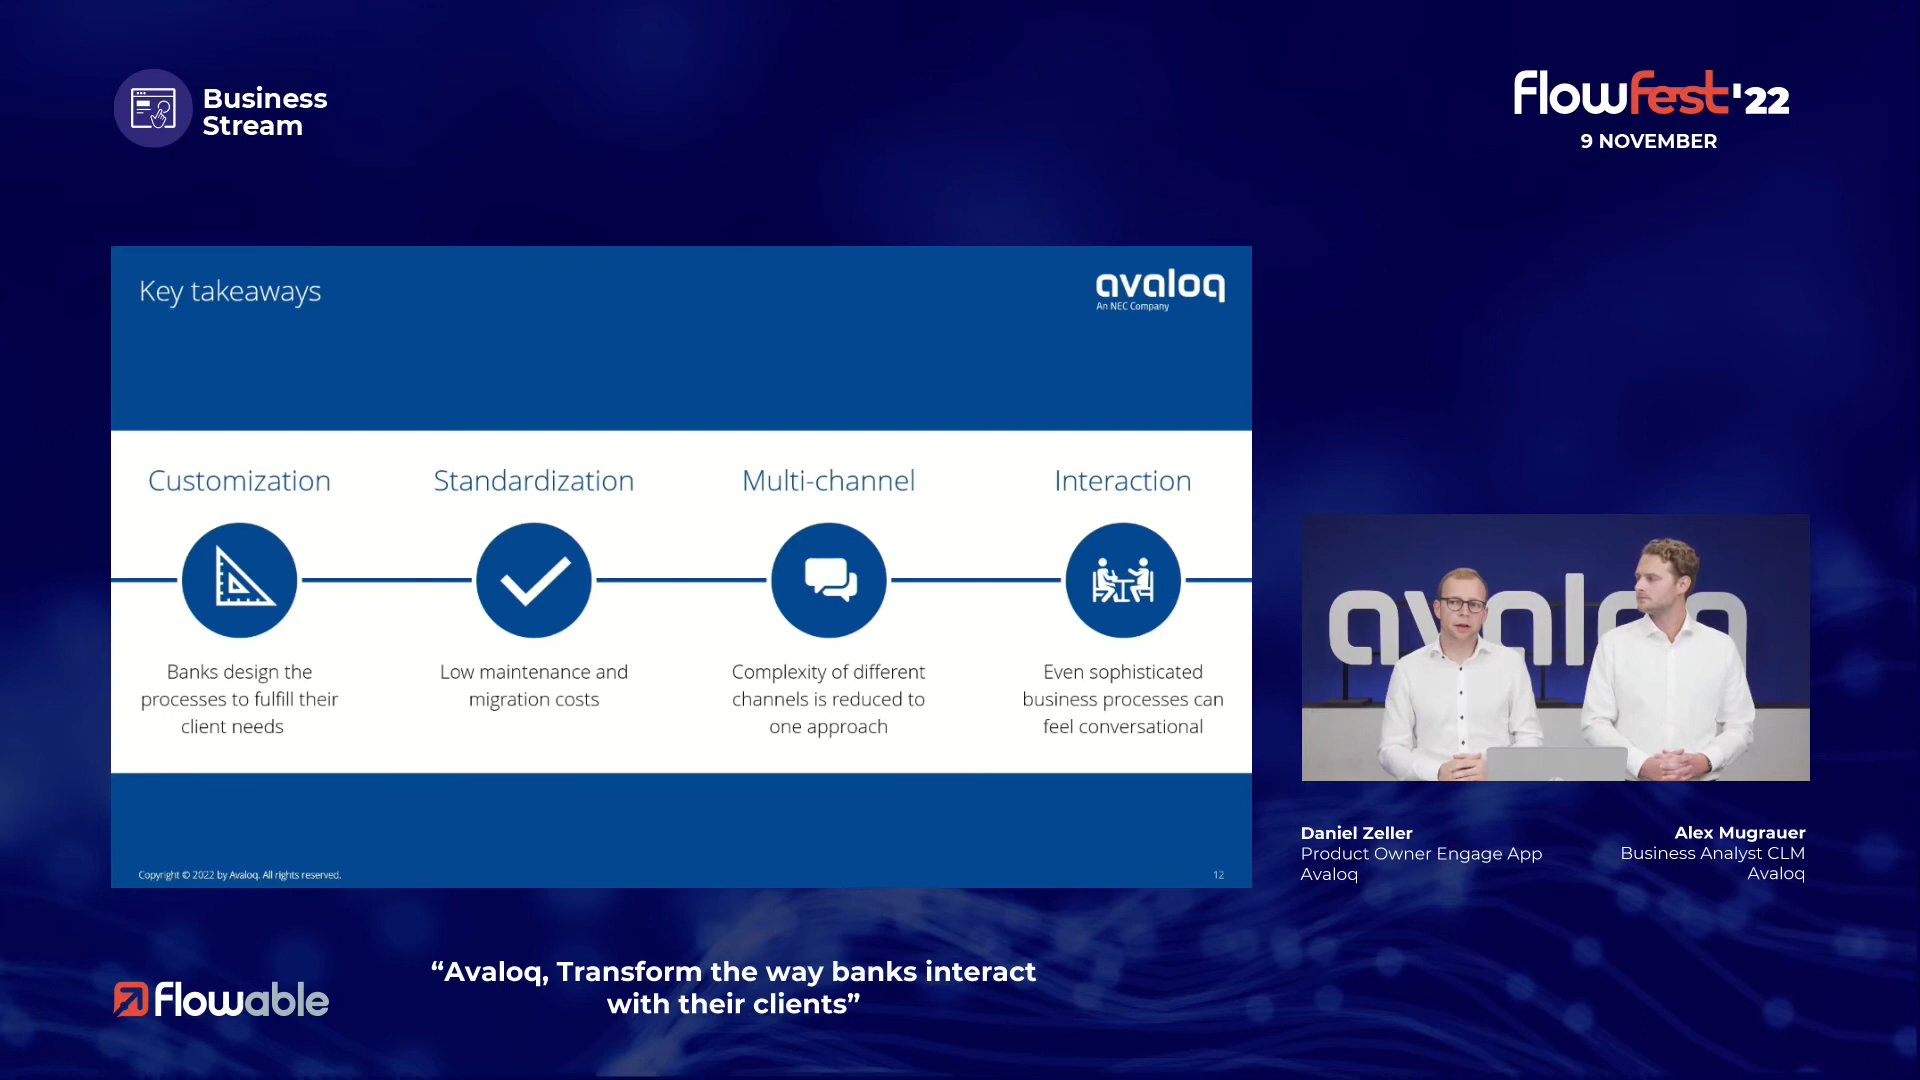 Business
Stream
flowfest'22
9 NOVEMBER
Key takeaways
avaloq
An NEC Company
Customization
Standardization
Multi-channel
Interaction
Banks design the
processes to fulfill their
client needs
Low maintenance and
migration costs
Complexity of different
channels is reduced to
one approach
Even sophisticated
business processes can
feel conversational
Copyright © 2022 by Avaloq. All rights reserved.
12
avaloq
Daniel Zeller
Product Owner Engage App
Avaloq
Alex Mugrauer
Business Analyst CLM
Avaloq
flowable
“Avaloq, Transform the way banks interact
with their clients”